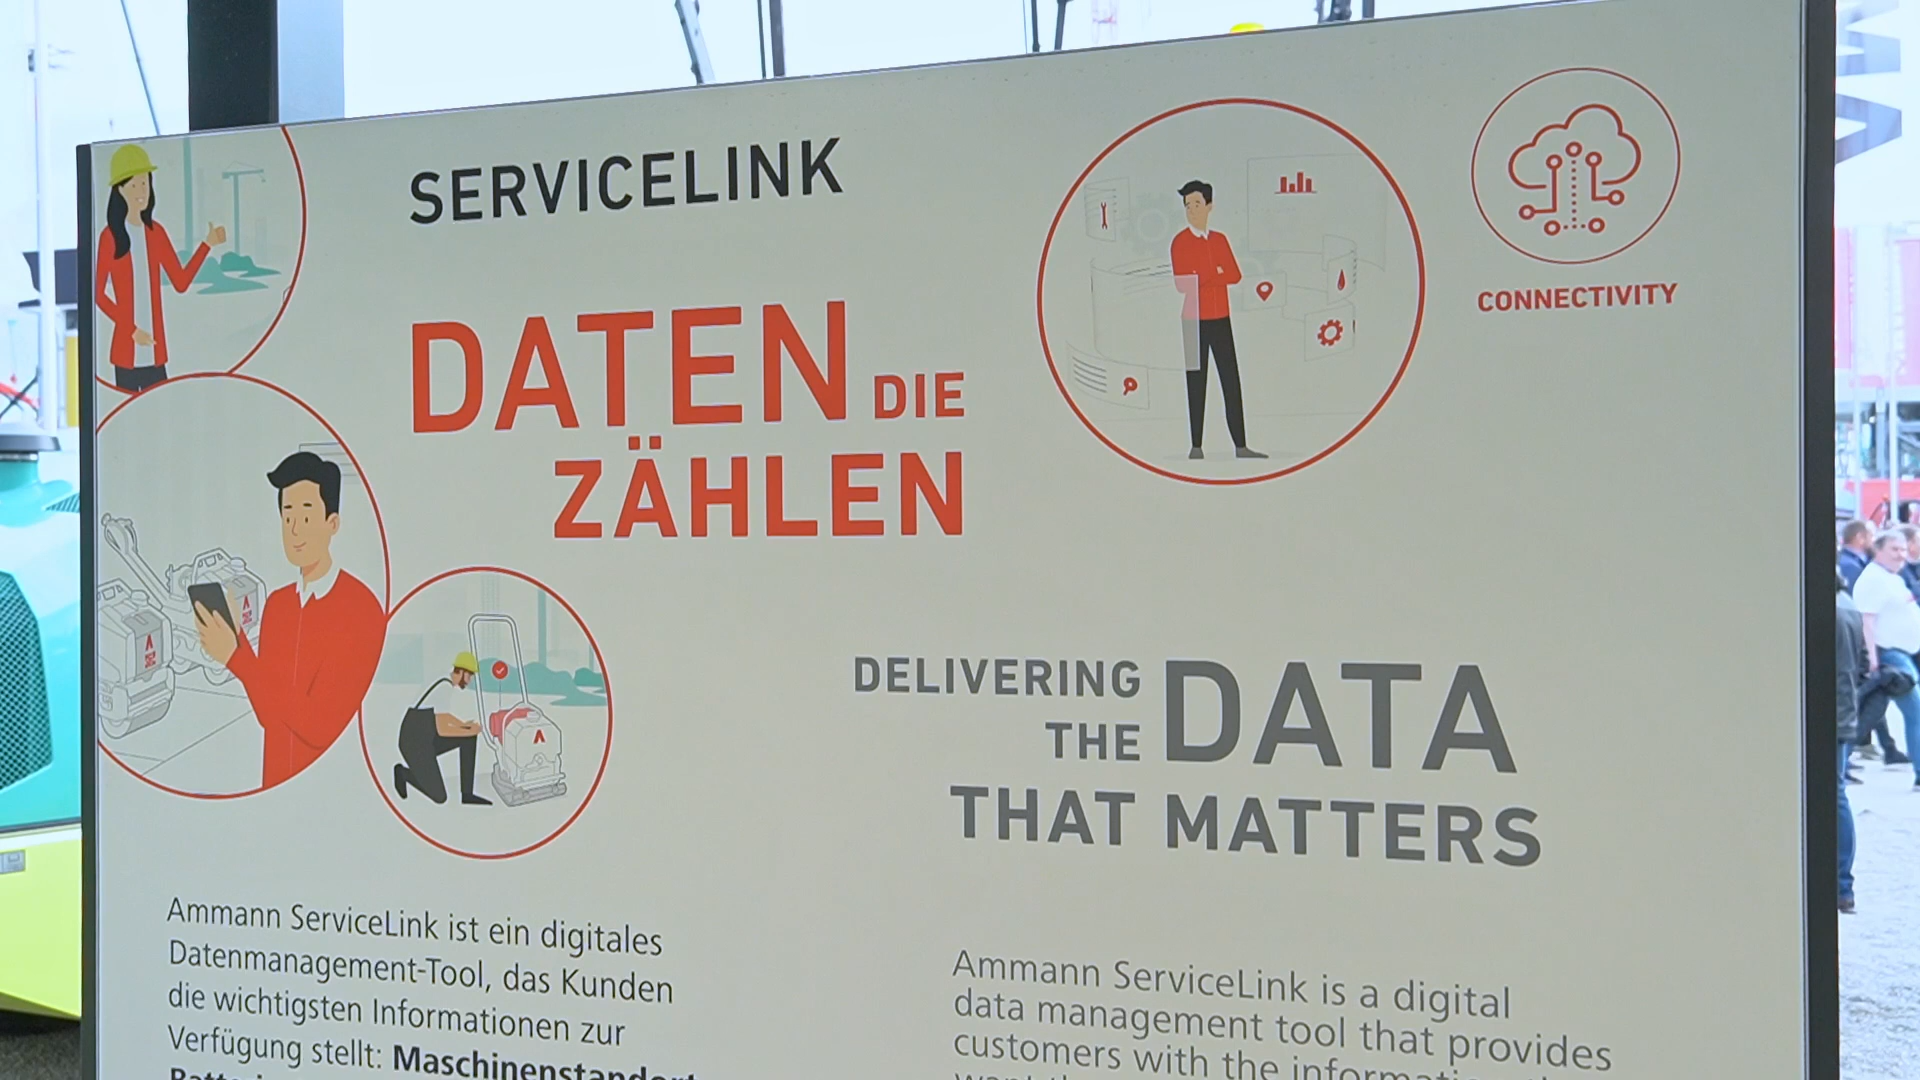 SERVICELINK
DATEN DIE
ZÄHLEN
CONNECTIVITY
DELIVERING
THE DATA
THAT MATTERS
Ammann ServiceLink ist ein digitales
Datenmanagement-Tool, das Kunden
die wichtigsten Informationen zur
Verfügung stellt: Maschinenstandort
Ammann ServiceLink is a digital
data management tool that provides
customers with the